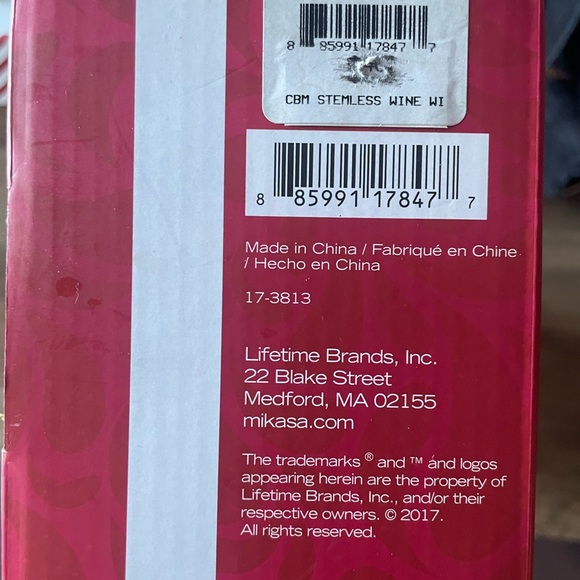 8 85991 17847 7
CBM STEMLESS WINE WI
8 85991 17847 7
Made in China / Fabriqué en Chine
/ Hecho en China
17-3813
Lifetime Brands, Inc.
22 Blake Street
Medford, MA 02155
mikasa.com
The trademarks ® and ™ and logos
appearing herein are the property of
Lifetime Brands, Inc., and/or their
respective owners. © 2017.
All rights reserved.